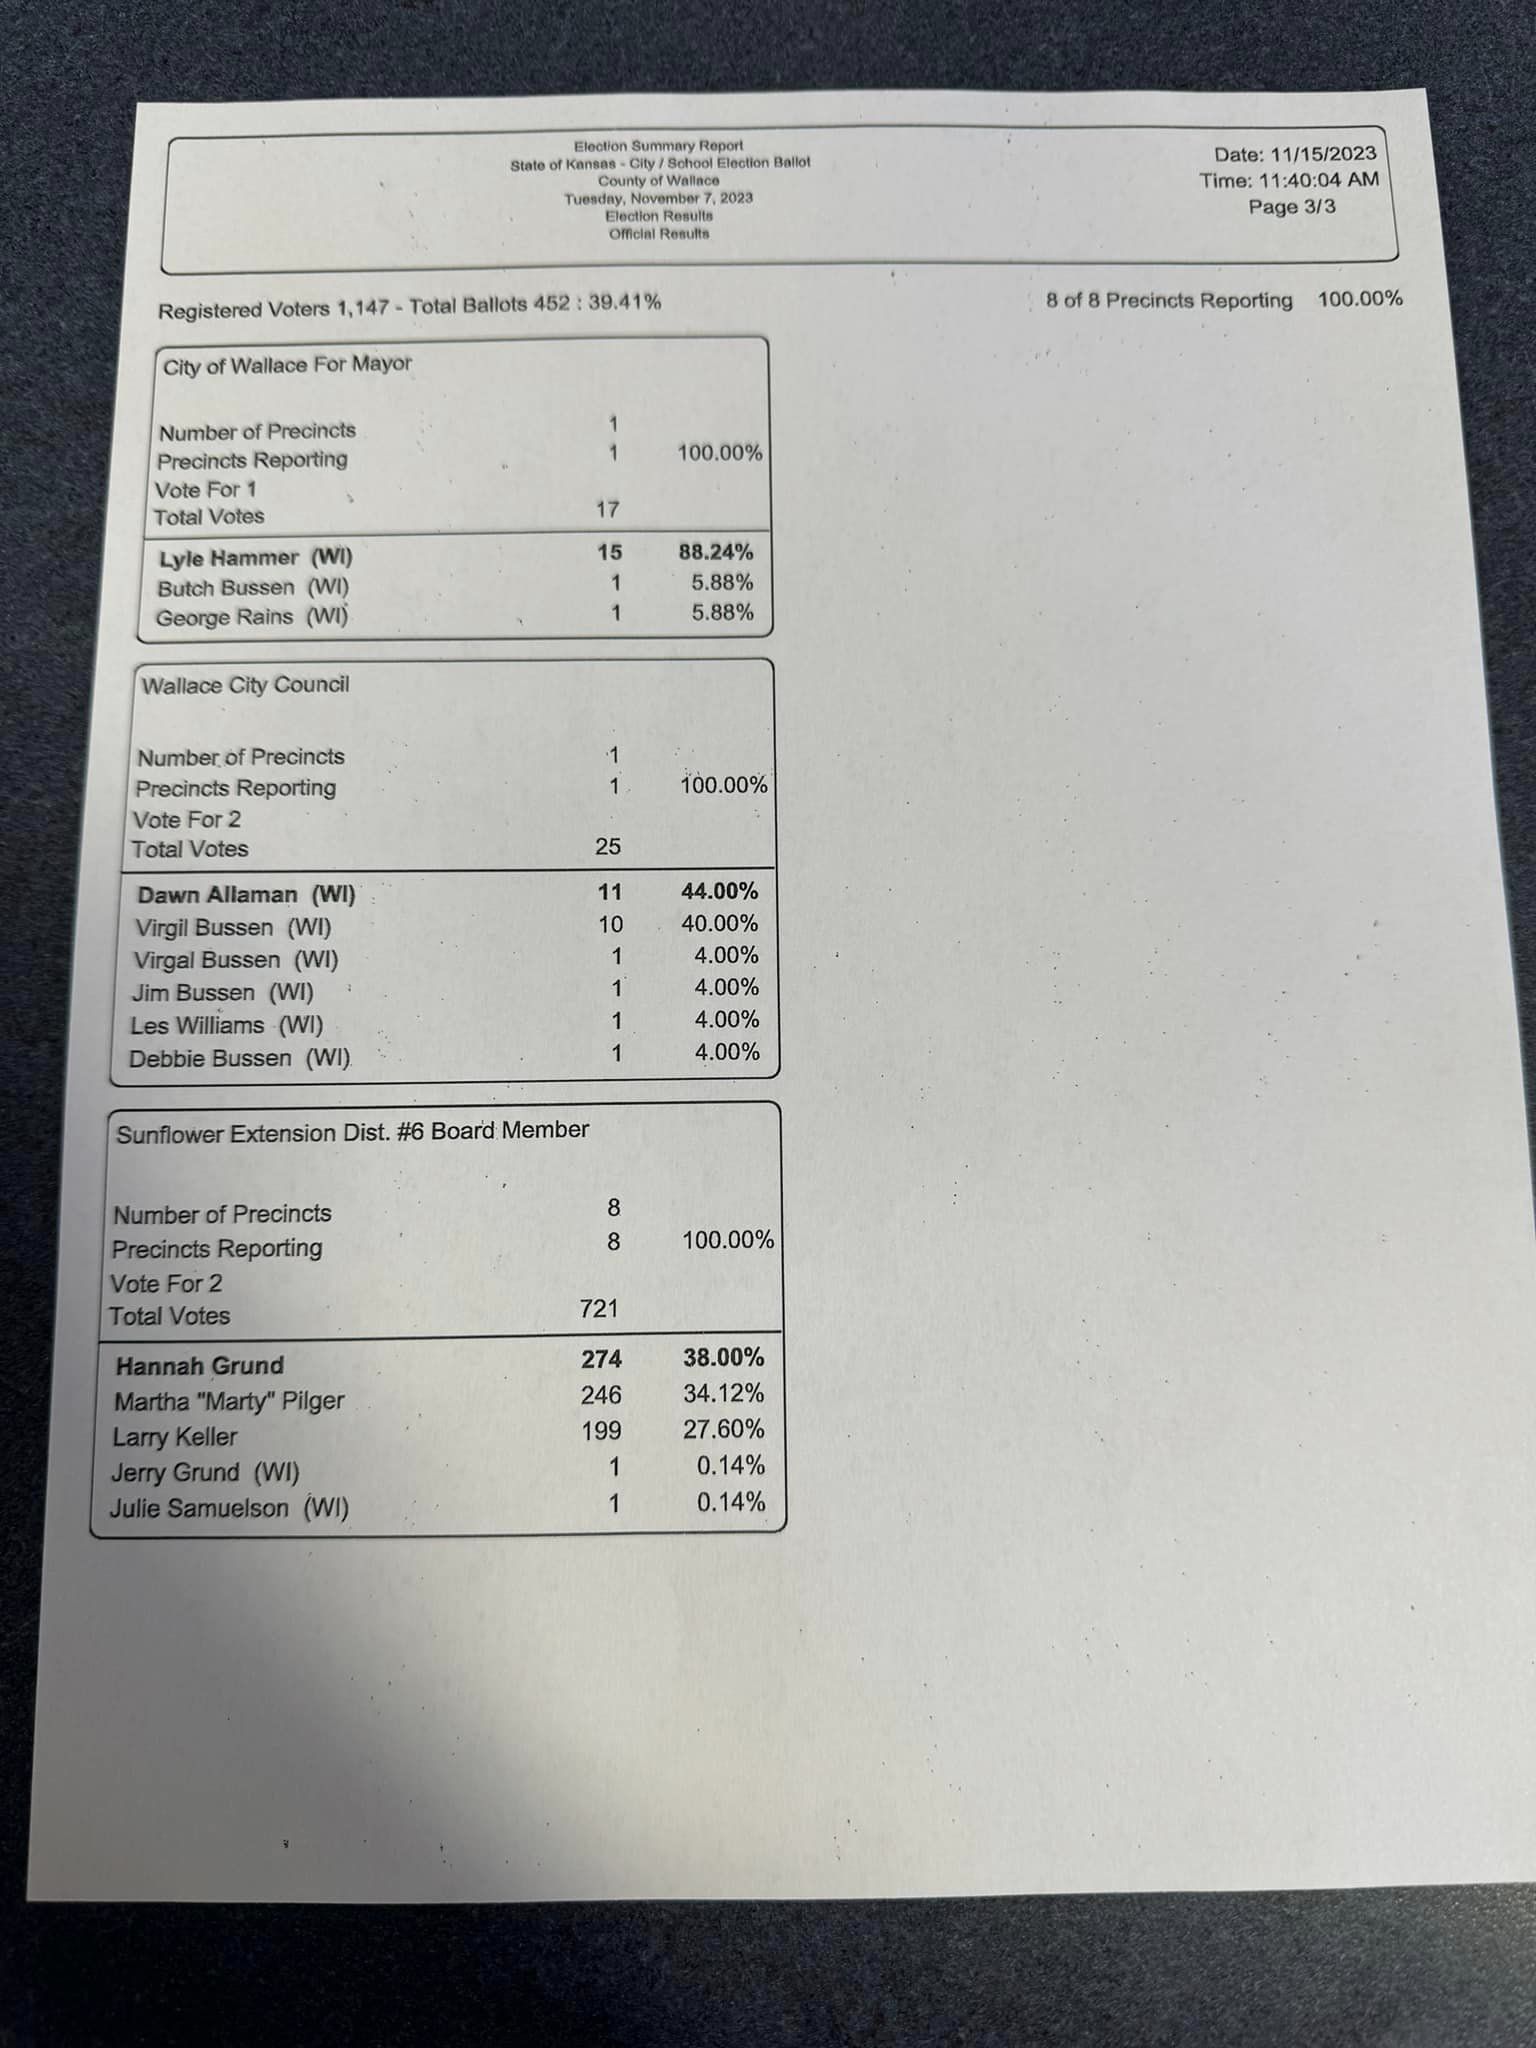 Election Summary Report
State of Kansas - City / School Election Ballot
County of Wallace
Tuesday, November 7, 2023
Election Results
Official Results
Date: 11/15/2023
Time: 11:40:04 AM
Page 3/3
Registered Voters 1,147 - Total Ballots 452 : 39.41%
8 of 8 Precincts Reporting 100.00%
City of Wallace For Mayor
Number of Precincts 1
Precincts Reporting 1 100.00%
Vote For 1
Total Votes 17
Lyle Hammer (WI) 15 88.24%
Butch Bussen (WI) 1 5.88%
George Rains (WI) 1 5.88%
Wallace City Council
Number of Precincts 1
Precincts Reporting 1 100.00%
Vote For 2
Total Votes 25
Dawn Allaman (WI) 11 44.00%
Virgil Bussen (WI) 10 40.00%
Virgal Bussen (WI) 1 4.00%
Jim Bussen (WI) 1 4.00%
Les Williams (WI) 1 4.00%
Debbie Bussen (WI) 1 4.00%
Sunflower Extension Dist. #6 Board Member
Number of Precincts 8
Precincts Reporting 8 100.00%
Vote For 2
Total Votes 721
Hannah Grund 274 38.00%
Martha "Marty" Pilger 246 34.12%
Larry Keller 199 27.60%
Jerry Grund (WI) 1 0.14%
Julie Samuelson (WI) 1 0.14%